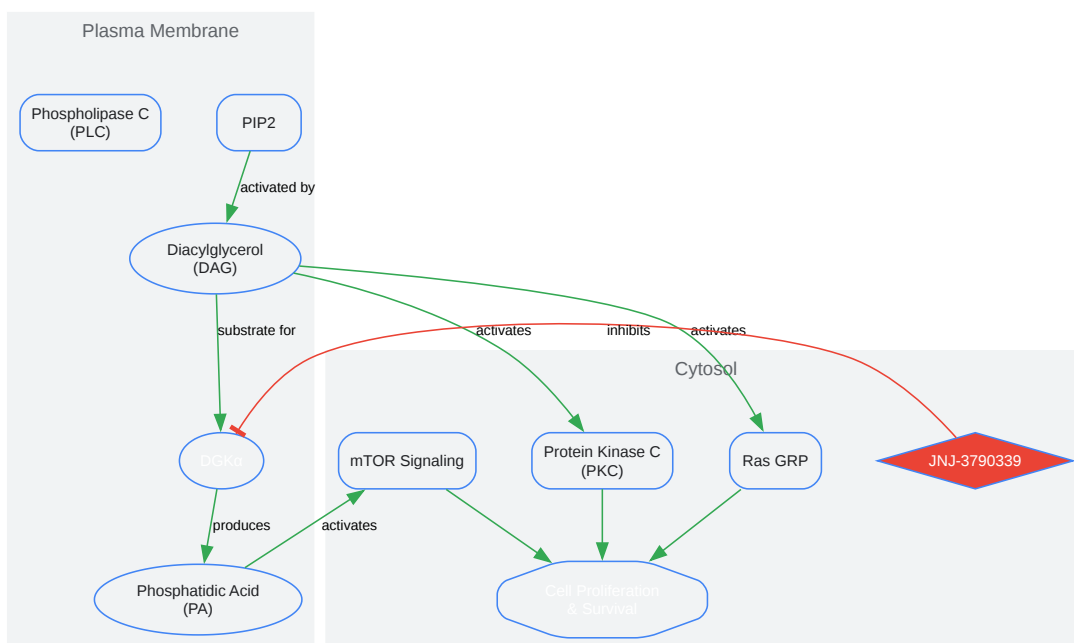 Plasma Membrane
Phospholipase C
(PLC)
PIP2
activated by
Diacylglycerol
(DAG)
substrate for
activates
inhibits
activates
Cytosol
DGKα
mTOR Signaling
Protein Kinase C
(PKC)
Ras GRP
JNJ-3790339
produces
activates
Phosphatidic Acid
(PA)
Cell Proliferation
& Survival